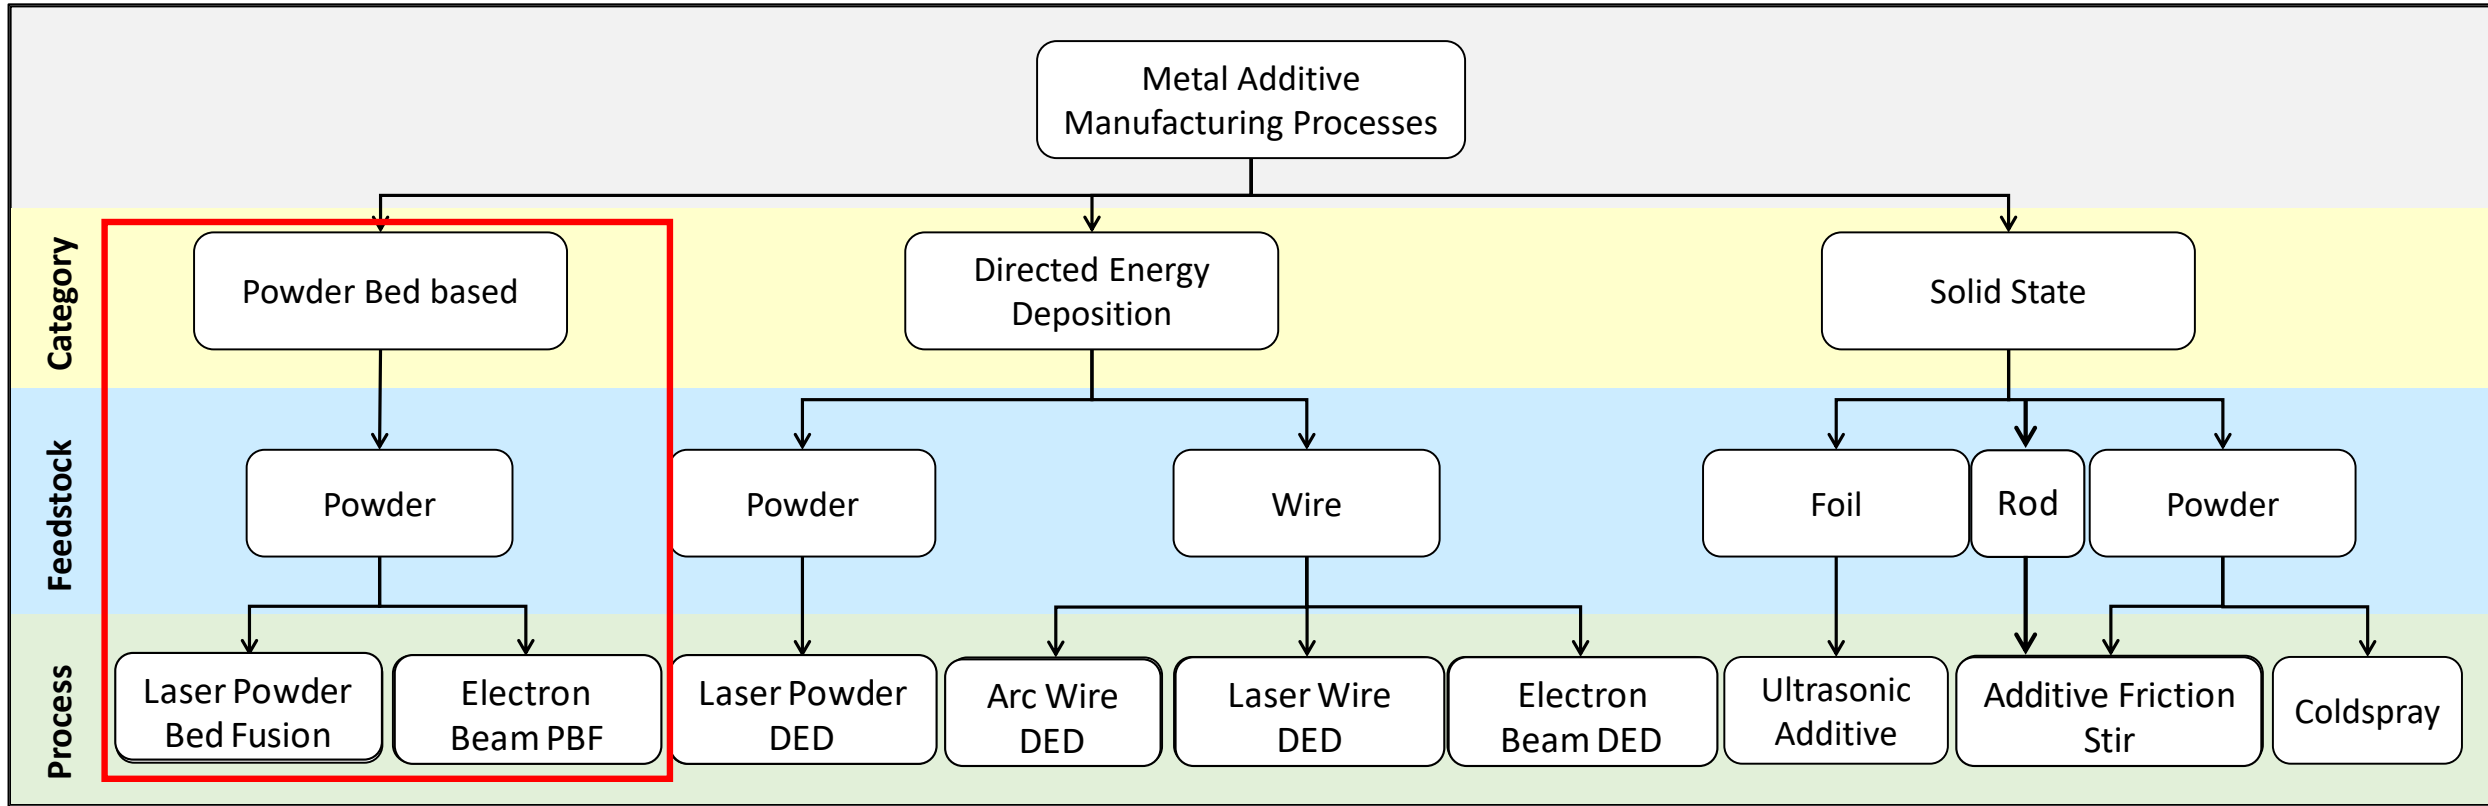 Metal Additive
Manufacturing Processes
Category
Powder Bed based
Directed Energy
Deposition
Solid State
Feedstock
Powder
Powder
Wire
Foil
Rod
Powder
Process
Laser Powder
Bed Fusion
Electron
Beam PBF
Laser Powder
DED
Arc Wire
DED
Laser Wire
DED
Electron
Beam DED
Ultrasonic
Additive
Additive Friction
Stir
Coldspray